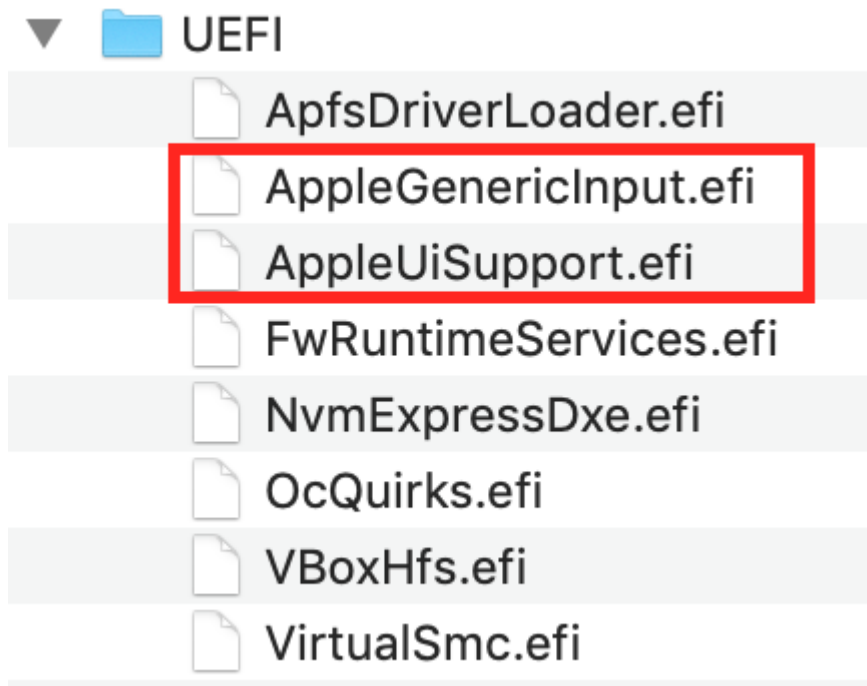 UEFI
ApfsDriverLoader.efi
AppleGenericInput.efi
AppleUiSupport.efi
FwRuntimeServices.efi
NvmExpressDxe.efi
OcQuirks.efi
VBoxHfs.efi
VirtualSmc.efi